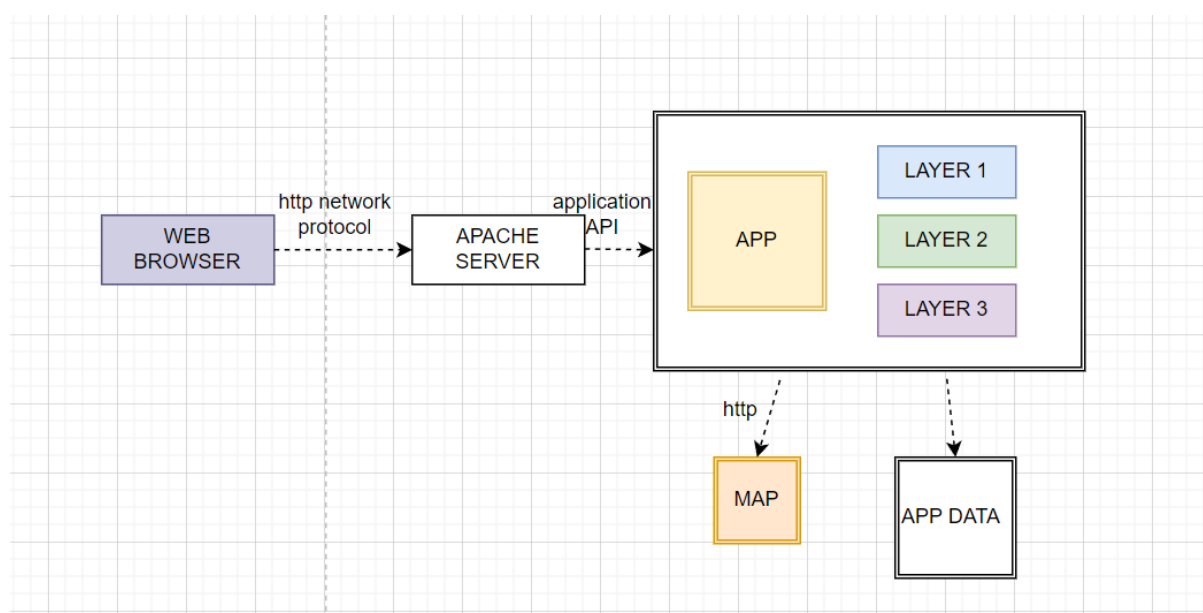 http network
protocol
WEB
BROWSER
APACHE
SERVER
application
API
APP
LAYER 1
LAYER 2
LAYER 3
http
MAP
APP DATA